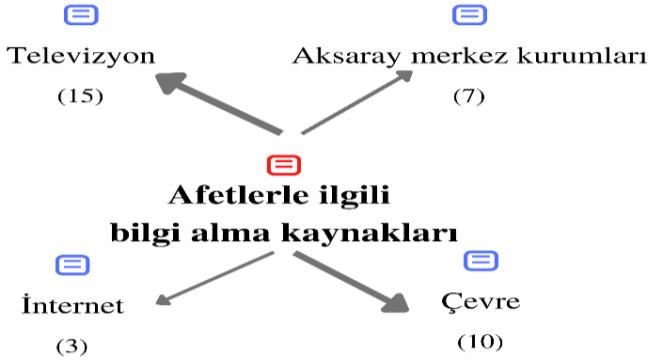 Televizyon
(15)
Aksaray merkez kurumları
(7)
Afetlerle ilgili
bilgi alma kaynakları
İnternet
(3)
Çevre
(10)